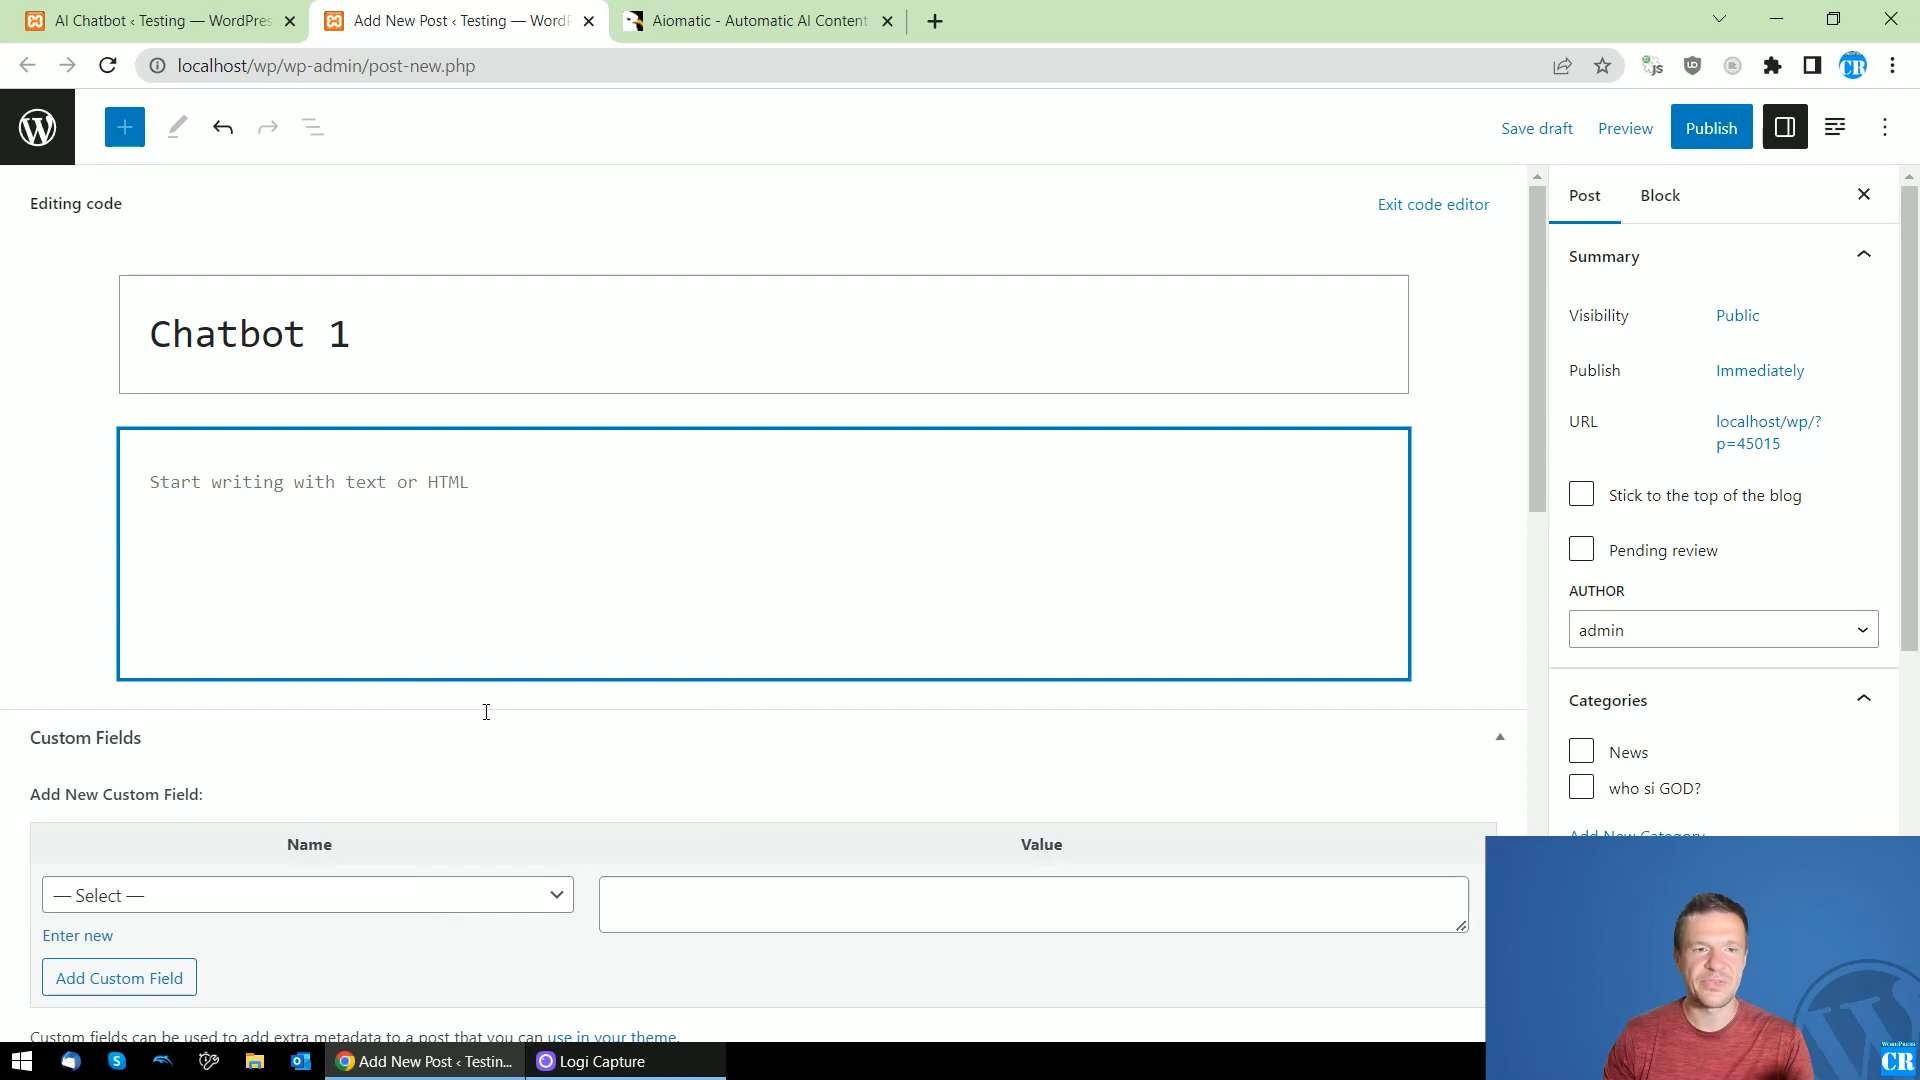 AI Chatbot ‹ Testing — WordPres
Add New Post ‹ Testing — WordP
Aiomatic - Automatic AI Content
localhost/wp/wp-admin/post-new.php
Save draft
Preview
Publish
Editing code
Exit code editor
Chatbot 1
Start writing with text or HTML
Custom Fields
Add New Custom Field:
Name
Value
— Select —
Enter new
Add Custom Field
Custom fields can be used to add extra metadata to a post that you can use in your theme.
Post
Block
Summary
Visibility
Public
Publish
Immediately
URL
localhost/wp/?
p=45015
Stick to the top of the blog
Pending review
AUTHOR
admin
Categories
News
who si GOD?
Add New Category
Add New Post ‹ Testin...
Logi Capture
WORDPRESS
CR